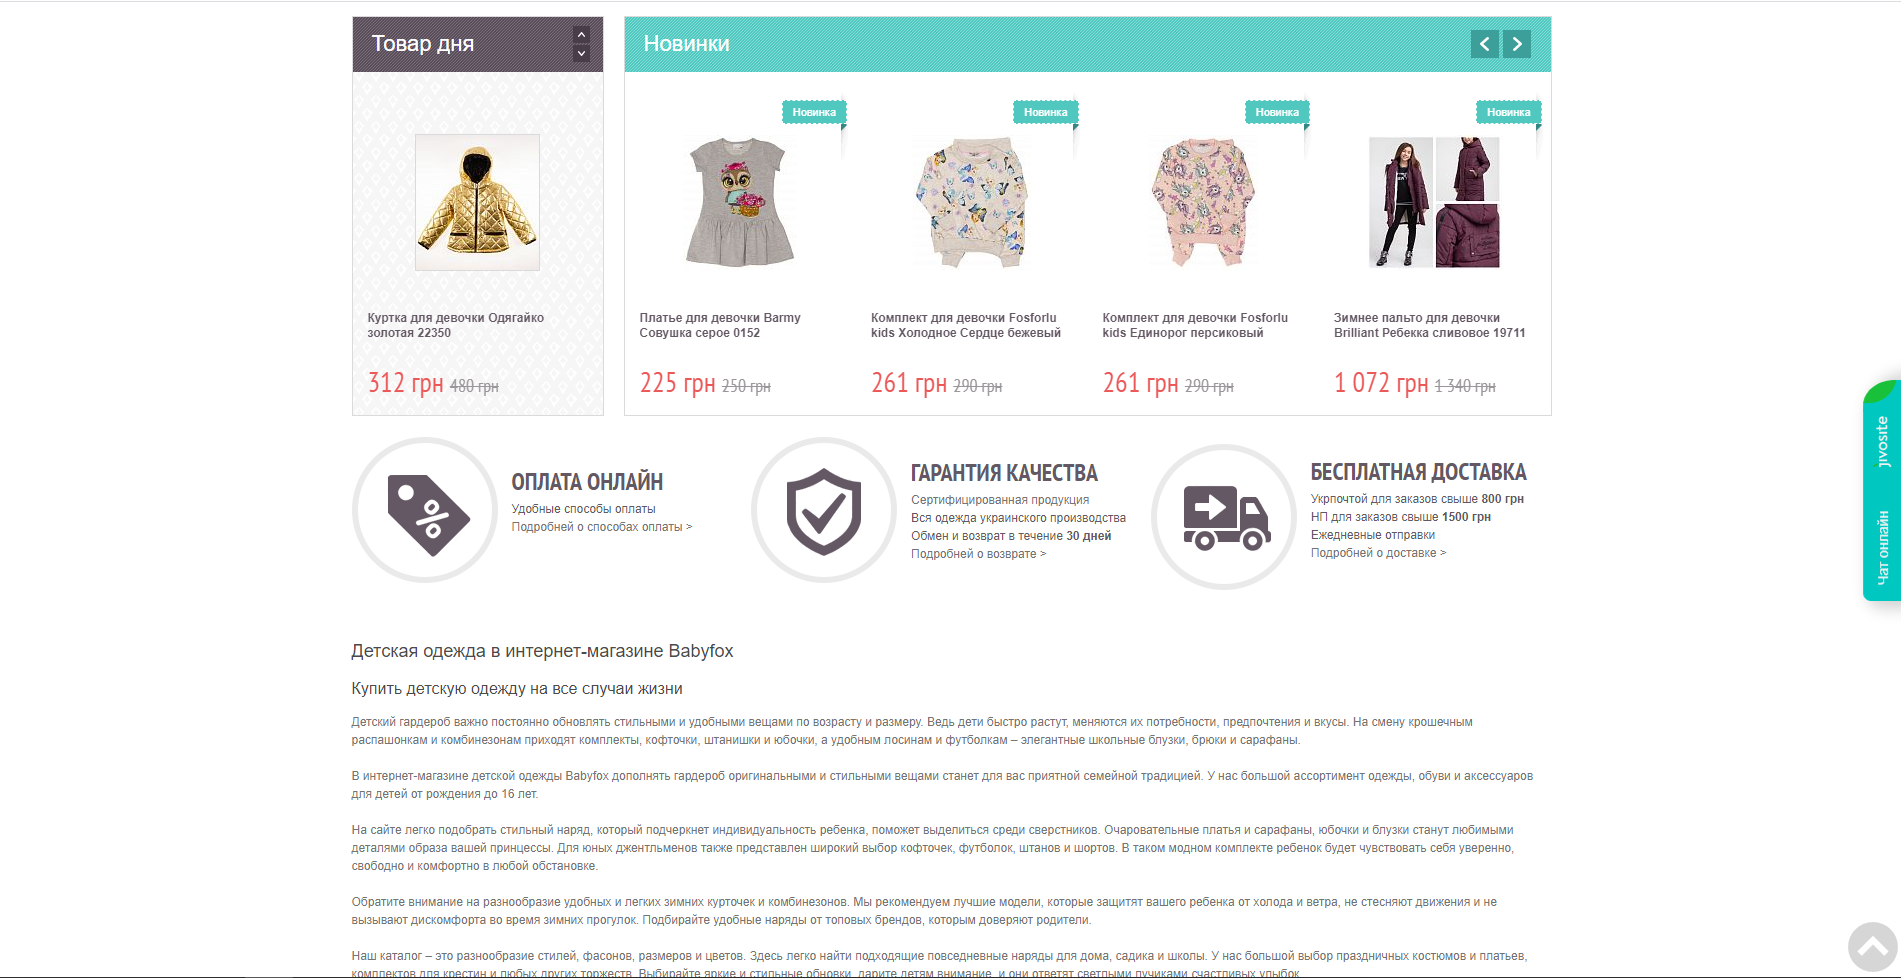 Товар дня
Новинки
Новинка
Новинка
Новинка
Новинка
Куртка для девочки Одягайко
золотая 22350
312 грн 480 грн
Платье для девочки Barmy
Совушка серое 0152
225 грн 250 грн
Комплект для девочки Fosforlu
kids Холодное Сердце бежевый
261 грн 290 грн
Комплект для девочки Fosforlu
kids Единорог персиковый
261 грн 290 грн
Зимнее пальто для девочки
Brilliant Ребекка сливовое 19711
1 072 грн 1 340 грн
ОПЛАТА ОНЛАЙН
Удобные способы оплаты
Подробней о способах оплаты >
ГАРАНТИЯ КАЧЕСТВА
Сертифицированная продукция
Вся одежда украинского производства
Обмен и возврат в течение 30 дней
Подробней о возврате >
БЕСПЛАТНАЯ ДОСТАВКА
Укрпочтой для заказов свыше 800 грн
НП для заказов свыше 1500 грн
Ежедневные отправки
Подробней о доставке >
jivosite
Чат онлайн
Детская одежда в интернет-магазине Babyfox
Купить детскую одежду на все случаи жизни
Детский гардероб важно постоянно обновлять стильными и удобными вещами по возрасту и размеру. Ведь дети быстро растут, меняются их потребности, предпочтения и вкусы. На смену крошечным
распашонкам и комбинезонам приходят комплекты, кофточки, штанишки и юбочки, а удобным лосинам и футболкам – элегантные школьные блузки, брюки и сарафаны.
В интернет-магазине детской одежды Babyfox дополнять гардероб оригинальными и стильными вещами станет для вас приятной семейной традицией. У нас большой ассортимент одежды, обуви и аксессуаров
для детей от рождения до 16 лет.
На сайте легко подобрать стильный наряд, который подчеркнет индивидуальность ребенка, поможет выделиться среди сверстников. Очаровательные платья и сарафаны, юбочки и блузки станут любимыми
деталями образа вашей принцессы. Для юных джентльменов также представлен широкий выбор кофточек, футболок, штанов и шортов. В таком модном комплекте ребенок будет чувствовать себя уверенно,
свободно и комфортно в любой обстановке.
Обратите внимание на разнообразие удобных и легких зимних курточек и комбинезонов. Мы рекомендуем лучшие модели, которые защитят вашего ребенка от холода и ветра, не стесняют движения и не
вызывают дискомфорта во время зимних прогулок. Подбирайте удобные наряды от топовых брендов, которым доверяют родители.
Наш каталог – это разнообразие стилей, фасонов, размеров и цветов. Здесь легко найти подходящие повседневные наряды для дома, садика и школы. У нас большой выбор праздничных костюмов и платьев,
комплектов для крестин и любых других торжеств. Выбирайте яркие и стильные обновки, дарите детям внимание, и они ответят светлыми лучиками счастливых улыбок.